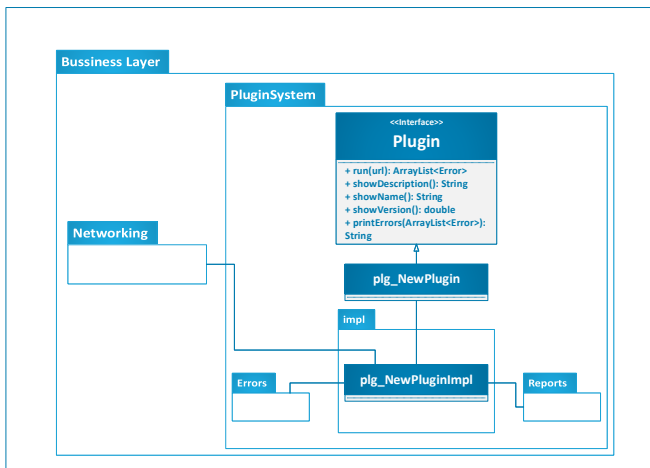 Bussiness Layer
PluginSystem
<<Interface>>
Plugin
+ run(url): ArrayList<Error>
+ showDescription(): String
+ showName(): String
+ showVersion(): double
+ printErrors(ArrayList<Error>):
String
Networking
plg_NewPlugin
impl
Errors
plg_NewPluginImpl
Reports